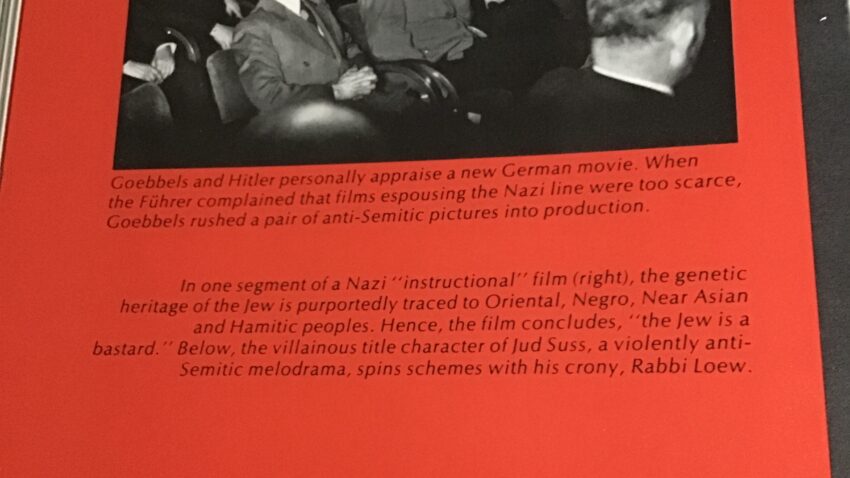 Goebbels and Hitler personally appraise a new German movie. When
the Führer complained that films espousing the Nazi line were too scarce,
Goebbels rushed a pair of anti-Semitic pictures into production.
In one segment of a Nazi ''instructional'' film (right), the genetic
heritage of the Jew is purportedly traced to Oriental, Negro, Near Asian
and Hamitic peoples. Hence, the film concludes, ''the Jew is a
bastard.'' Below, the villainous title character of Jud Suss, a violently anti-
Semitic melodrama, spins schemes with his crony, Rabbi Loew.